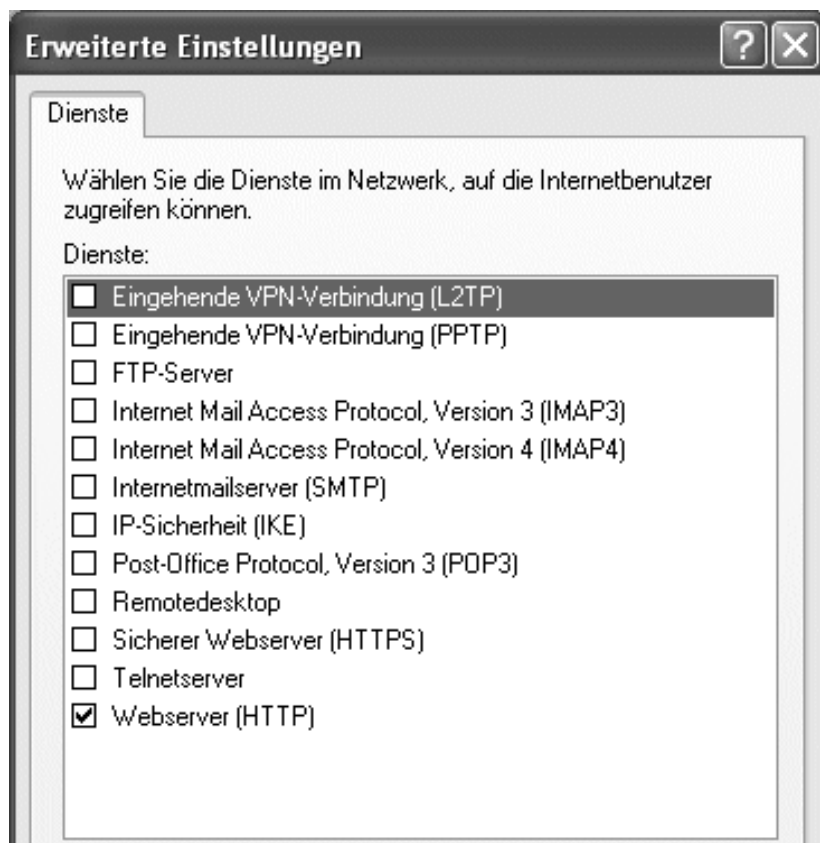 Erweiterte Einstellungen
Dienste
Wählen Sie die Dienste im Netzwerk, auf die Internetbenutzer
zugreifen können.
Dienste:
Eingehende VPN-Verbindung (L2TP)
Eingehende VPN-Verbindung (PPTP)
FTP-Server
Internet Mail Access Protocol, Version 3 (IMAP3)
Internet Mail Access Protocol, Version 4 (IMAP4)
Internetmailserver (SMTP)
IP-Sicherheit (IKE)
Post-Office Protocol, Version 3 (POP3)
Remotedesktop
Sicherer Webserver (HTTPS)
Telnetserver
Webserver (HTTP)